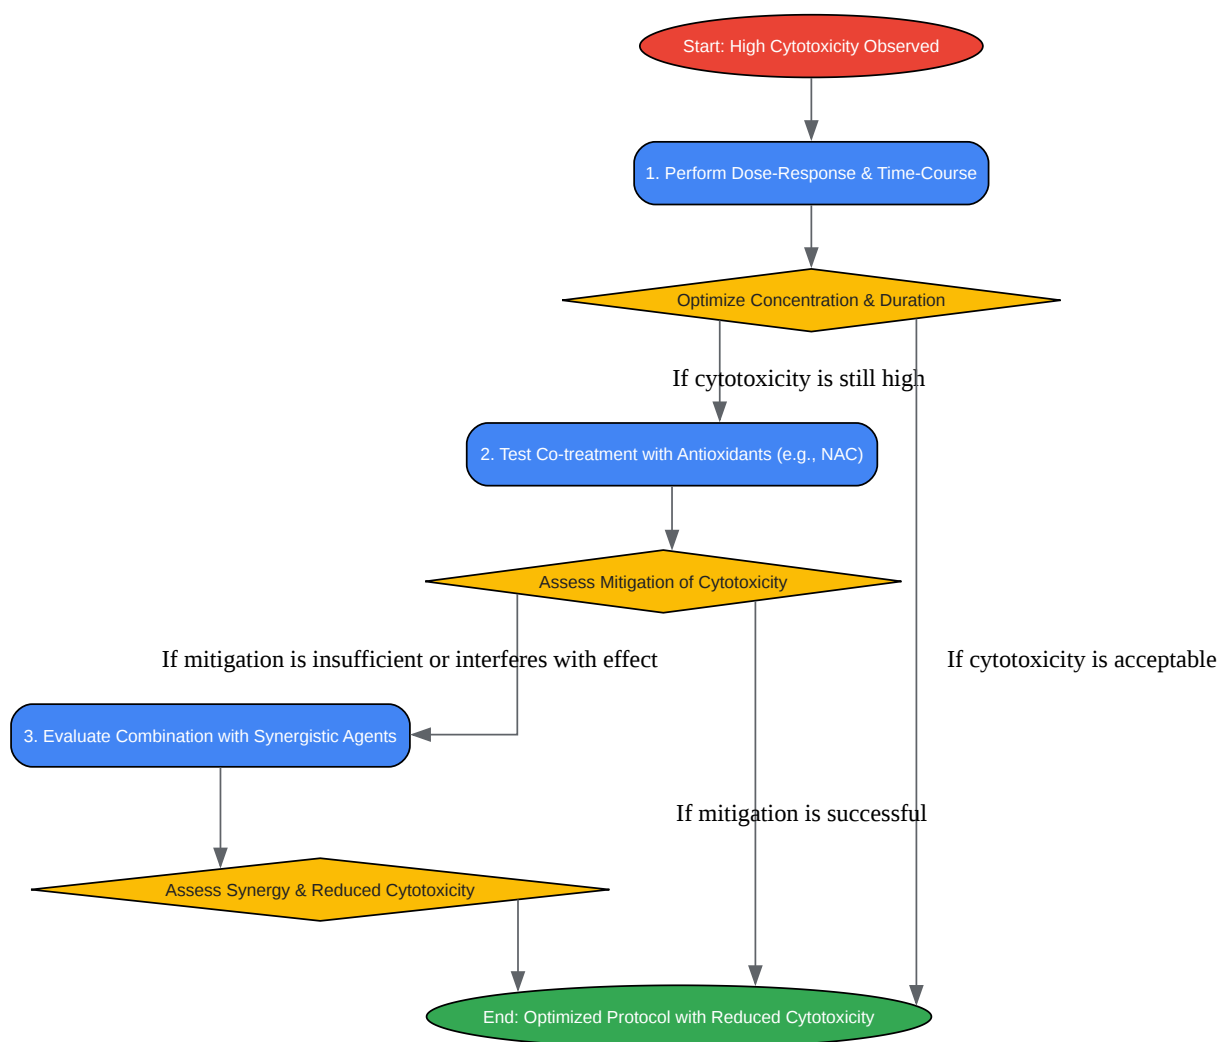 Start: High Cytotoxicity Observed
1. Perform Dose-Response & Time-Course
Optimize Concentration & Duration
If cytotoxicity is still high
2. Test Co-treatment with Antioxidants (e.g., NAC)
Assess Mitigation of Cytotoxicity
If mitigation is insufficient or interferes with effect
If cytotoxicity is acceptable
3. Evaluate Combination with Synergistic Agents
If mitigation is successful
Assess Synergy & Reduced Cytotoxicity
End: Optimized Protocol with Reduced Cytotoxicity